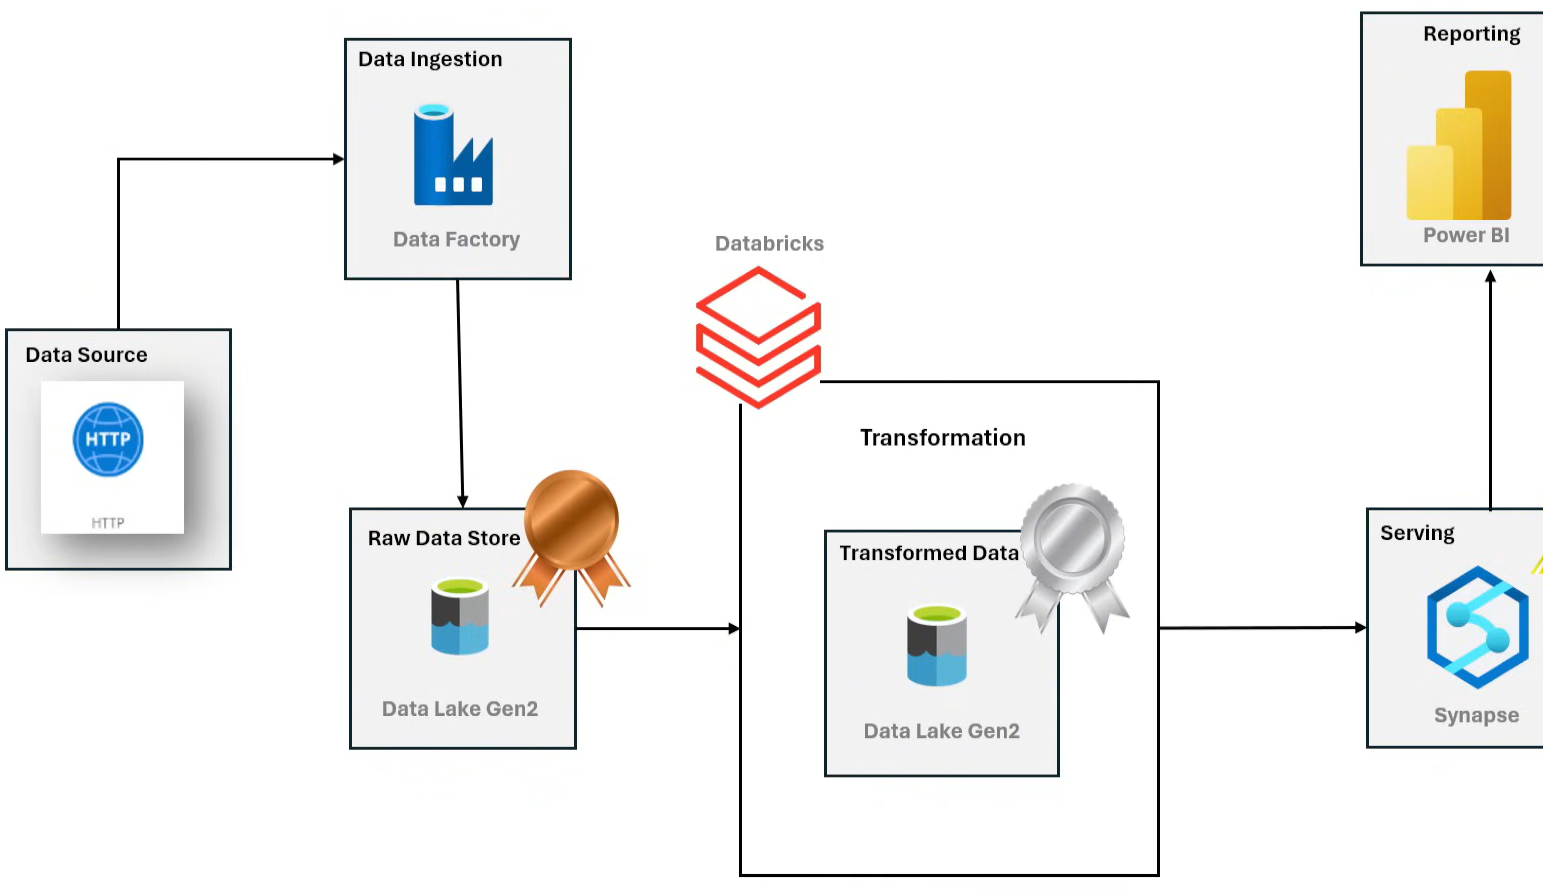 Data Source
HTTP
HTTP
Data Ingestion
Data Factory
Raw Data Store
Data Lake Gen2
Databricks
Transformation
Transformed Data
Data Lake Gen2
Serving
Synapse
Reporting
Power BI